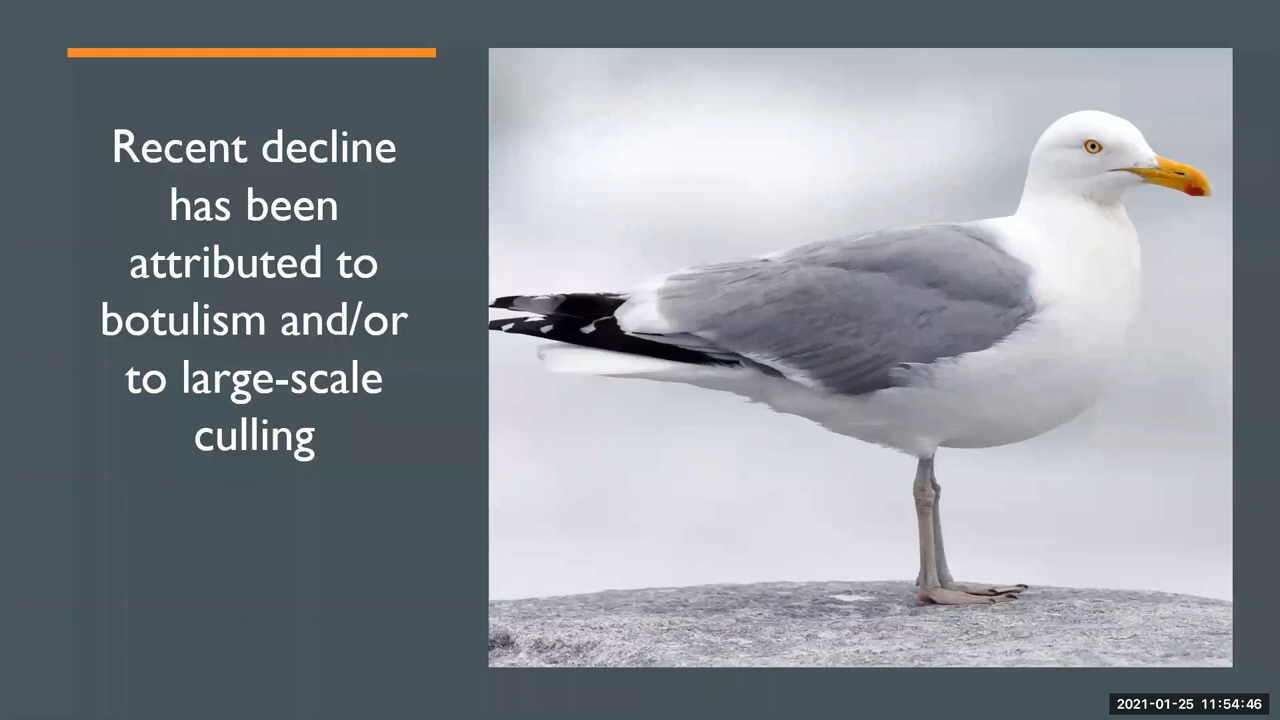 Recent decline
has been
attributed to
botulism and/or
to large-scale
culling
2021-01-25 11:54:46